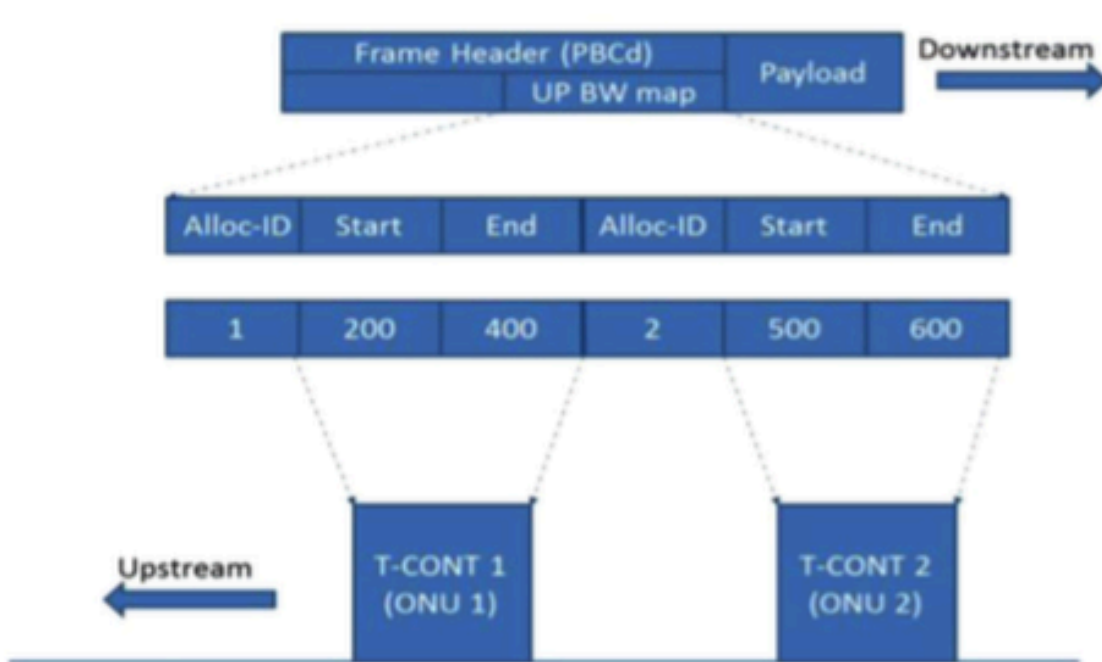 Frame Header (PBCd)
Payload
Downstream
UP BW map
Alloc-ID Start End Alloc-ID Start End
1 200 400 2 500 600
T-CONT 1
(ONU 1)
T-CONT 2
(ONU 2)
Upstream